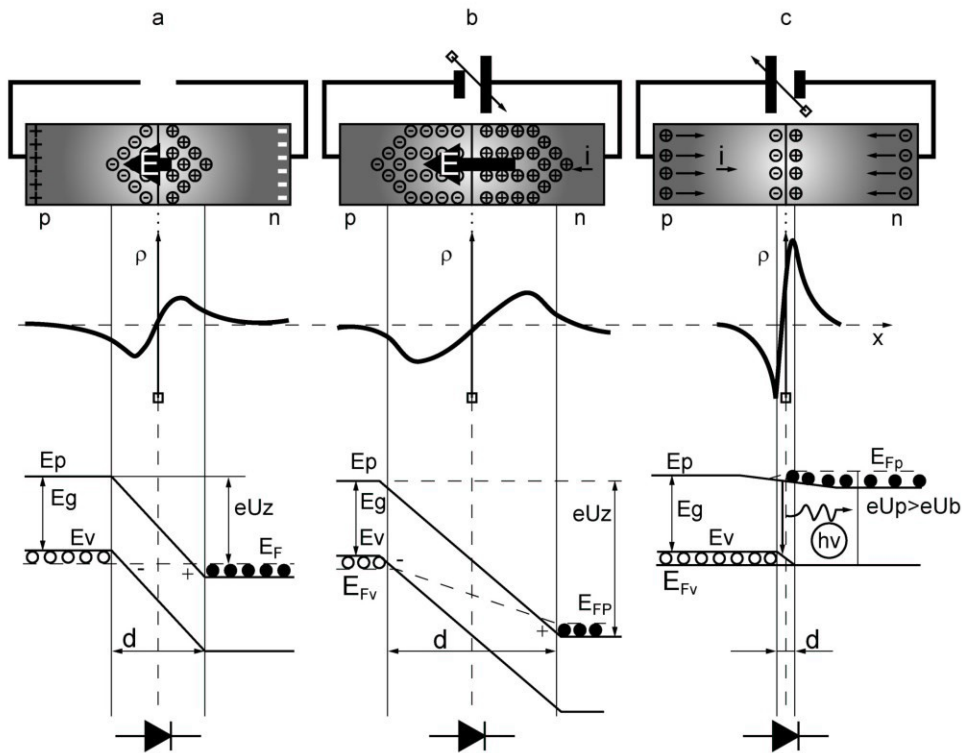 a b c
E E i i
p n p n p n
ρ ρ ρ
x
Ep Ep Ep E_Fp
Eg eUz Eg eUz Eg eUp>eUb
Ev E_F Ev Ev hν
- + - E_Fv E_Fv
+ E_FP
d d d